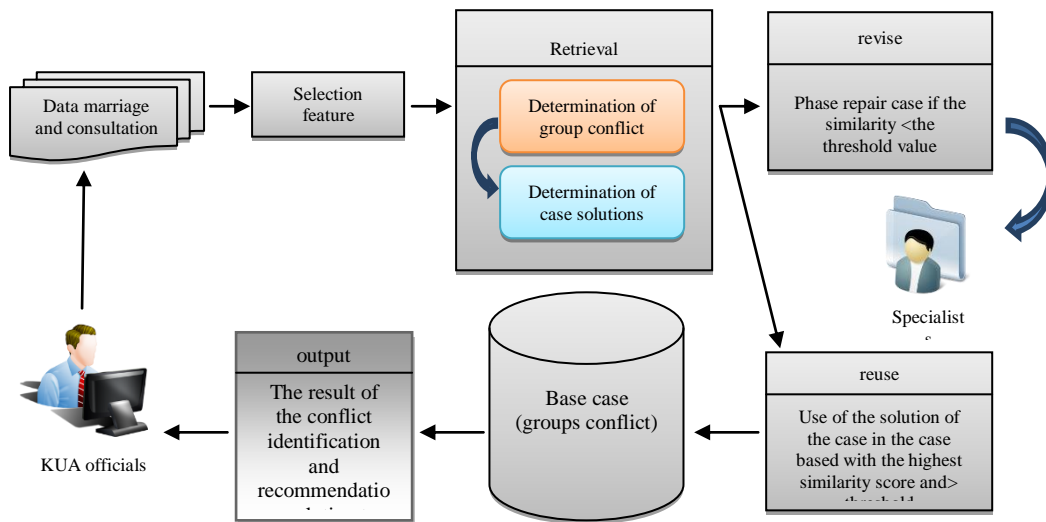 Data marriage
and consultation
Selection
feature
Retrieval
Determination of
group conflict
Determination of
case solutions
revise
Phase repair case if the
similarity <the
threshold value
Specialist
s
reuse
Use of the solution of
the case in the case
based with the highest
similarity score and>
threshold
Base case
(groups conflict)
output
The result of
the conflict
identification
and
recommendatio
KUA officials